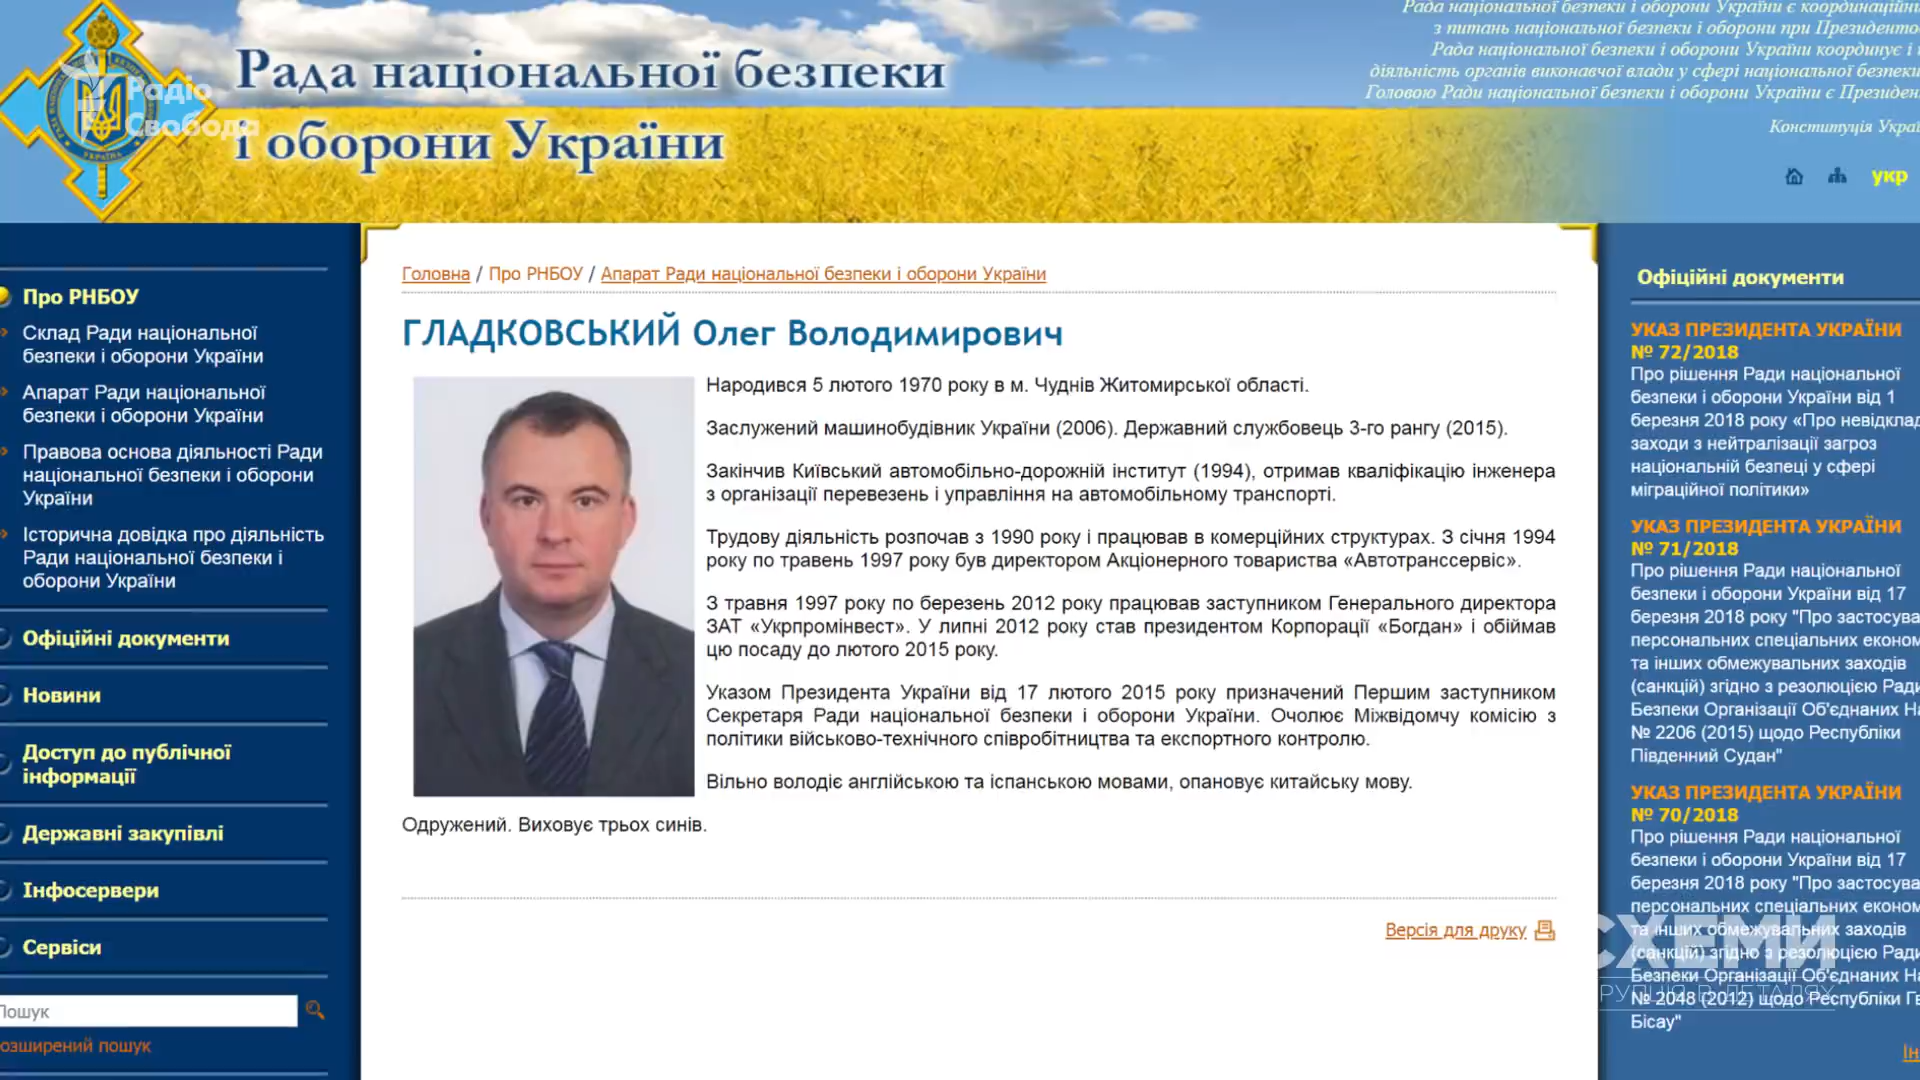 Рада національної безпеки
і оборони України
Радіо
Свобода
УКРАЇНА
Рада національної безпеки і оборони України є
з питань національної безпеки і оборони при
Рада національної безпеки і оборони України координує і
діяльність органів виконавчої влади у сфері національної безпеки
Головою Ради національної безпеки і оборони України є
Конституція
укр
Про РНБОУ
Склад Ради національної
безпеки і оборони України
Апарат Ради національної
безпеки і оборони України
Правова основа діяльності Ради
національної безпеки і оборони
України
Історична довідка про діяльність
Ради національної безпеки і
оборони України
Офіційні документи
Новини
Доступ до публічної
інформації
Державні закупівлі
Інфосервери
Сервіси
Пошук
озширений пошук
Головна / Про РНБОУ / Апарат Ради національної безпеки і оборони України
ГЛАДКОВСЬКИЙ Олег Володимирович
Народився 5 лютого 1970 року в м. Чуднів Житомирської області.
Заслужений машинобудівник України (2006). Державний службовець 3-го рангу (2015).
Закінчив Київський автомобільно-дорожній інститут (1994), отримав кваліфікацію інженера
з організації перевезень і управління на автомобільному транспорті.
Трудову діяльність розпочав з 1990 року і працював в комерційних структурах. З січня 1994
року по травень 1997 року був директором Акціонерного товариства «Автотранссервіс».
З травня 1997 року по березень 2012 року працював заступником Генерального директора
ЗАТ «Укрпромінвест». У липні 2012 року став президентом Корпорації «Богдан» і обіймав
цю посаду до лютого 2015 року.
Указом Президента України від 17 лютого 2015 року призначений Першим заступником
Секретаря Ради національної безпеки і оборони України. Очолює Міжвідомчу комісію з
політики військово-технічного співробітництва та експортного контролю.
Вільно володіє англійською та іспанською мовами, опановує китайську мову.
Одружений. Виховує трьох синів.
Версія для друку
Офіційні документи
УКАЗ ПРЕЗИДЕНТА УКРАЇНИ
№ 72/2018
Про рішення Ради національної
безпеки і оборони України від 1
березня 2018 року «Про невідклад
заходи з нейтралізації загроз
національній безпеці у сфері
міграційної політики»
УКАЗ ПРЕЗИДЕНТА УКРАЇНИ
№ 71/2018
Про рішення Ради національної
безпеки і оборони України від 17
березня 2018 року "Про застосува
персональних спеціальних економ
та інших обмежувальних заходів
(санкцій) згідно з резолюцією Ради
Безпеки Організації Об'єднаних На
№ 2206 (2015) щодо Республіки
Південний Судан"
УКАЗ ПРЕЗИДЕНТА УКРАЇНИ
№ 70/2018
Про рішення Ради національної
безпеки і оборони України від 17
березня 2018 року "Про застосува
персональних спеціальних економ
та інших обмежувальних заходів
(санкцій) згідно з резолюцією Ради
Безпеки Організації Об'єднаних На
№ 2048 (2012) щодо Республіки Гв
Бісау"
Ін
СХЕМИ
РУПЦІЯ В ДЕТАЛЯХ